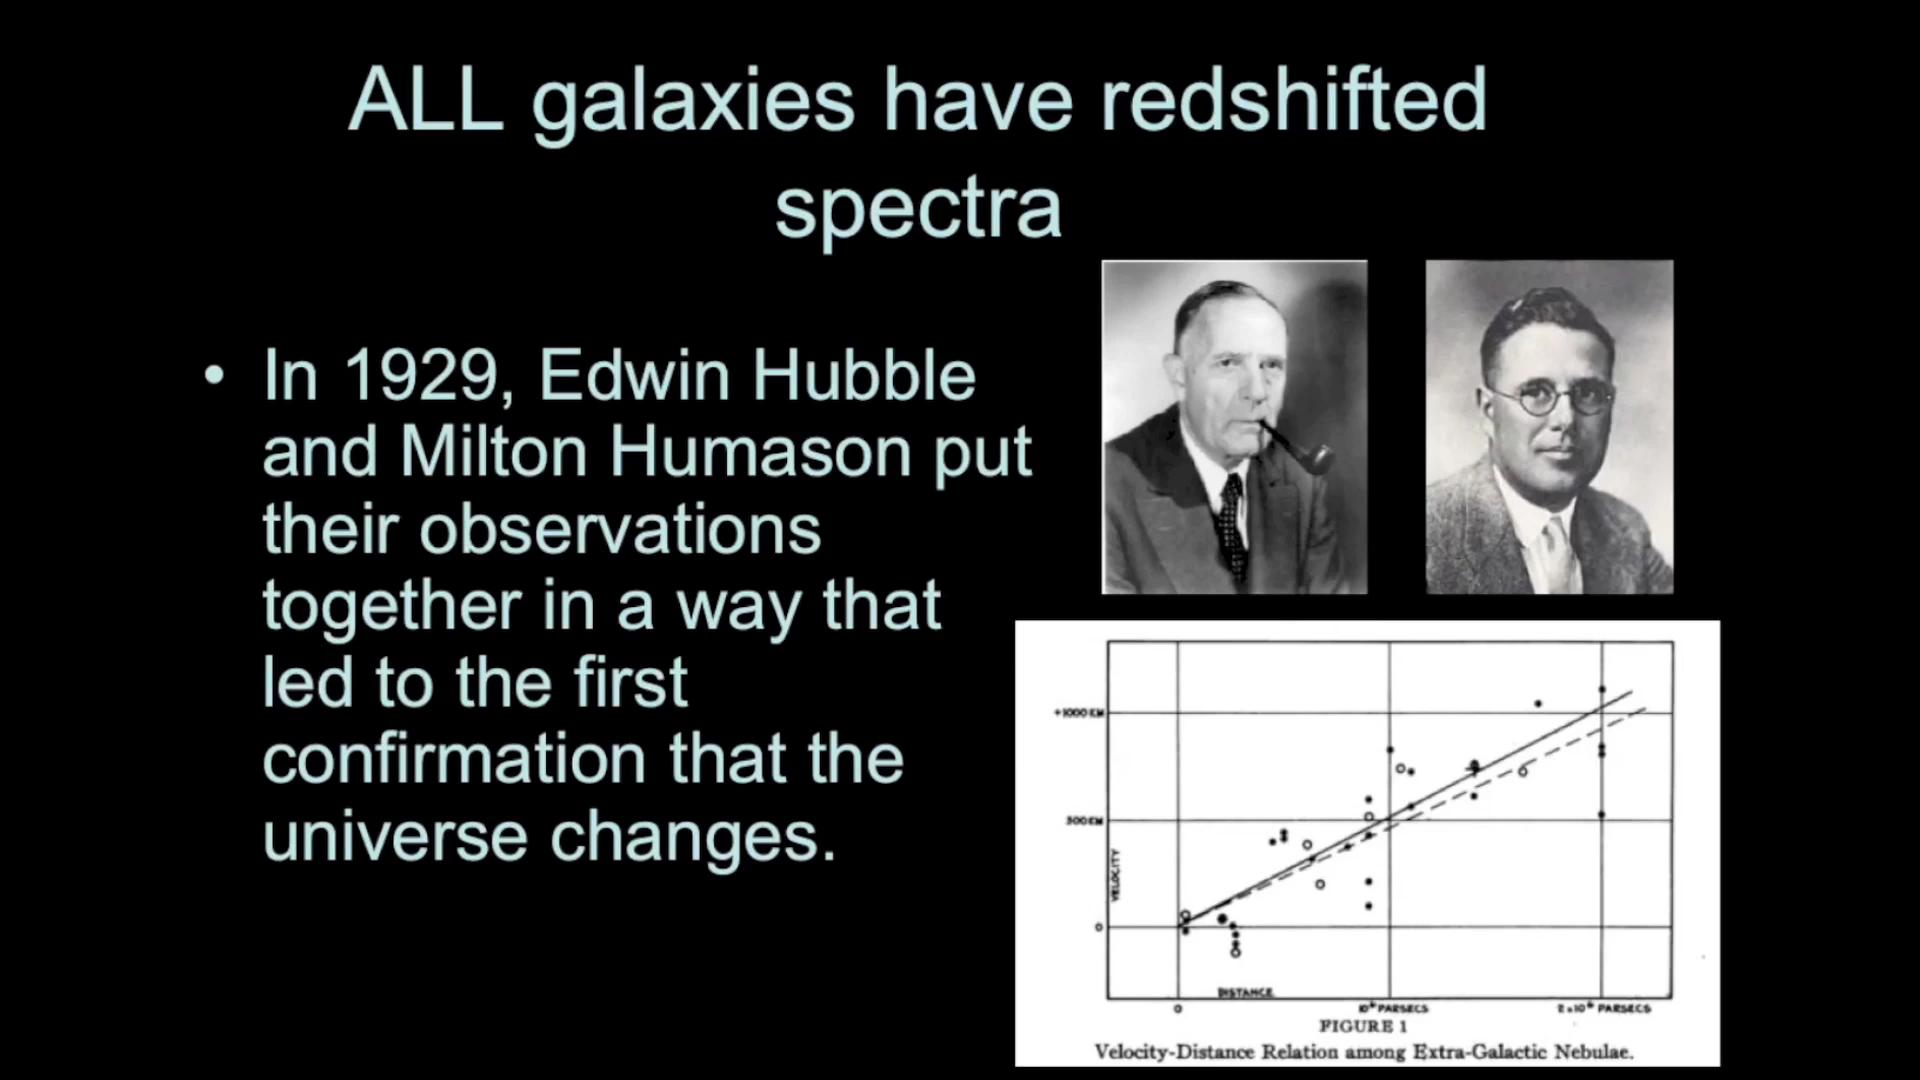 ALL galaxies have redshifted
spectra
• In 1929, Edwin Hubble
and Milton Humason put
their observations
together in a way that
led to the first
confirmation that the
universe changes.
+1000 KM
500 KM
VELOCITY
0
DISTANCE
0
10⁶ PARSECS
2×10⁶ PARSECS
FIGURE 1
Velocity-Distance Relation among Extra-Galactic Nebulae.